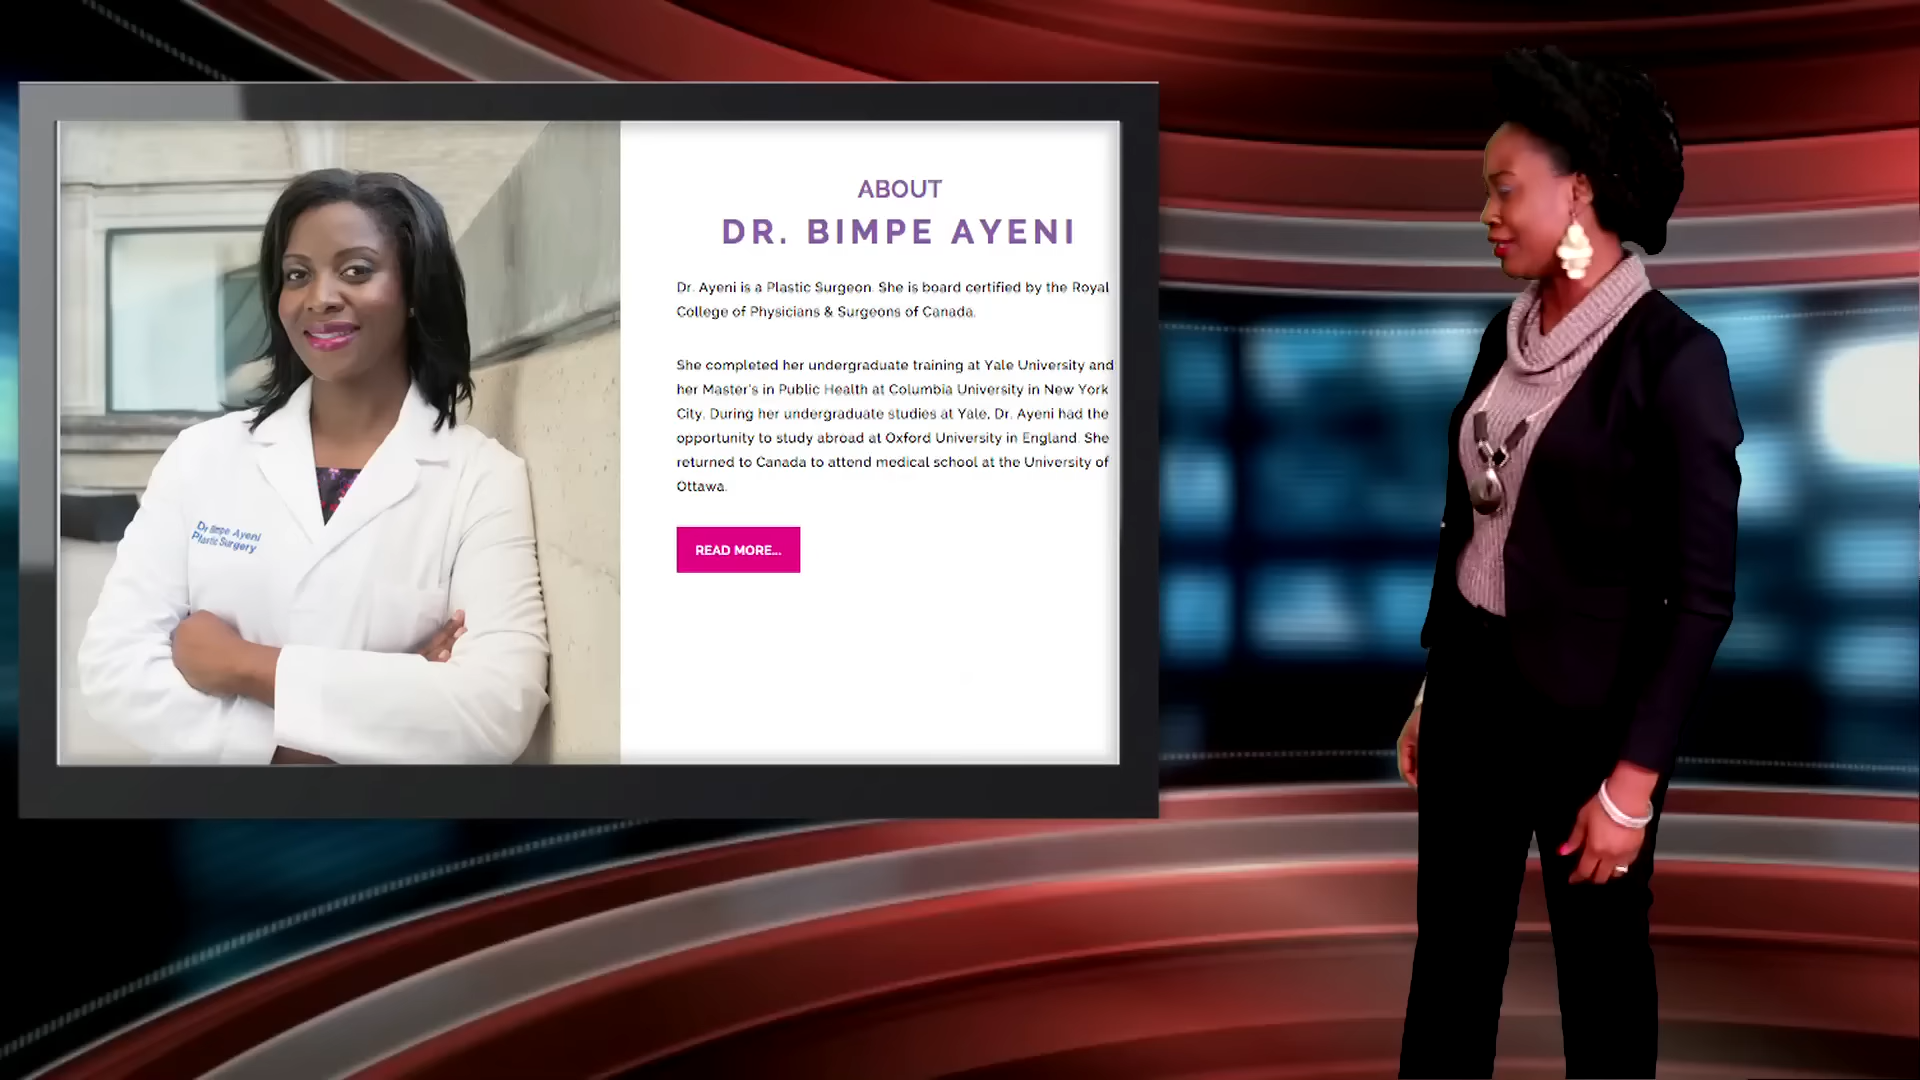 ABOUT
DR. BIMPE AYENI
Dr. Ayeni is a Plastic Surgeon. She is board certified by the Royal
College of Physicians & Surgeons of Canada.
She completed her undergraduate training at Yale University and
her Master's in Public Health at Columbia University in New York
City. During her undergraduate studies at Yale, Dr. Ayeni had the
opportunity to study abroad at Oxford University in England. She
returned to Canada to attend medical school at the University of
Ottawa.
READ MORE...
Dr Bimpe Ayeni
Plastic Surgery